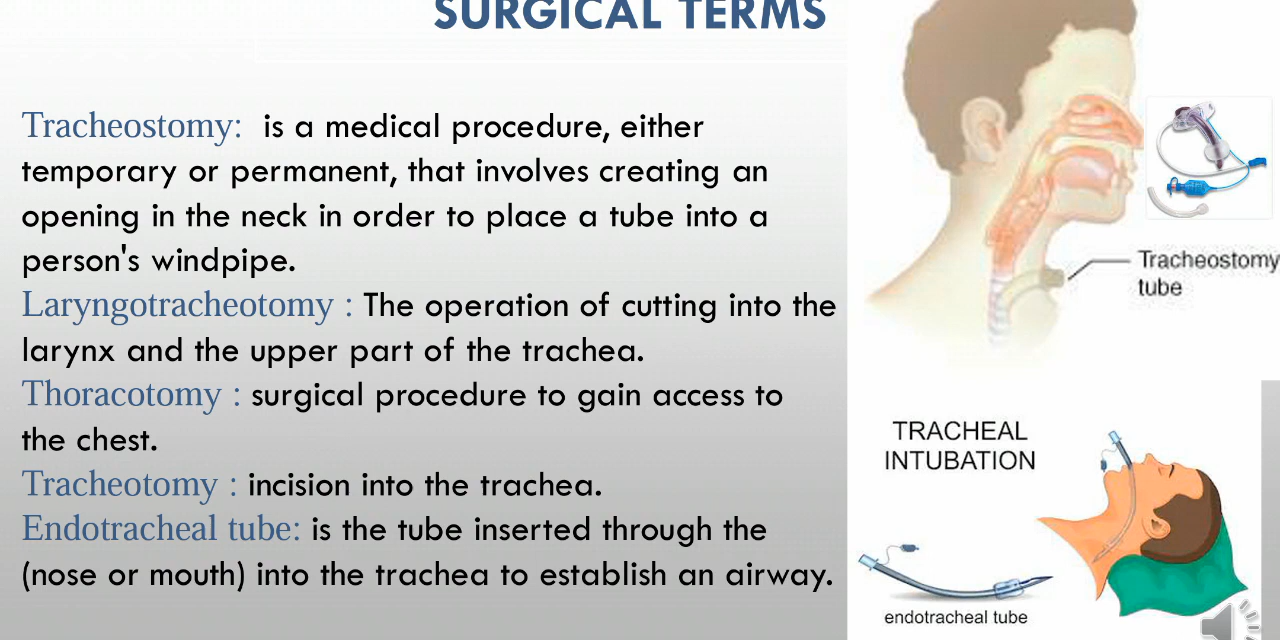 SURGICAL TERMS
Tracheostomy: is a medical procedure, either
temporary or permanent, that involves creating an
opening in the neck in order to place a tube into a
person's windpipe.
Laryngotracheotomy : The operation of cutting into the
larynx and the upper part of the trachea.
Thoracotomy : surgical procedure to gain access to
the chest.
Tracheotomy : incision into the trachea.
Endotracheal tube: is the tube inserted through the
(nose or mouth) into the trachea to establish an airway.
Tracheostomy
tube
TRACHEAL
INTUBATION
endotracheal tube